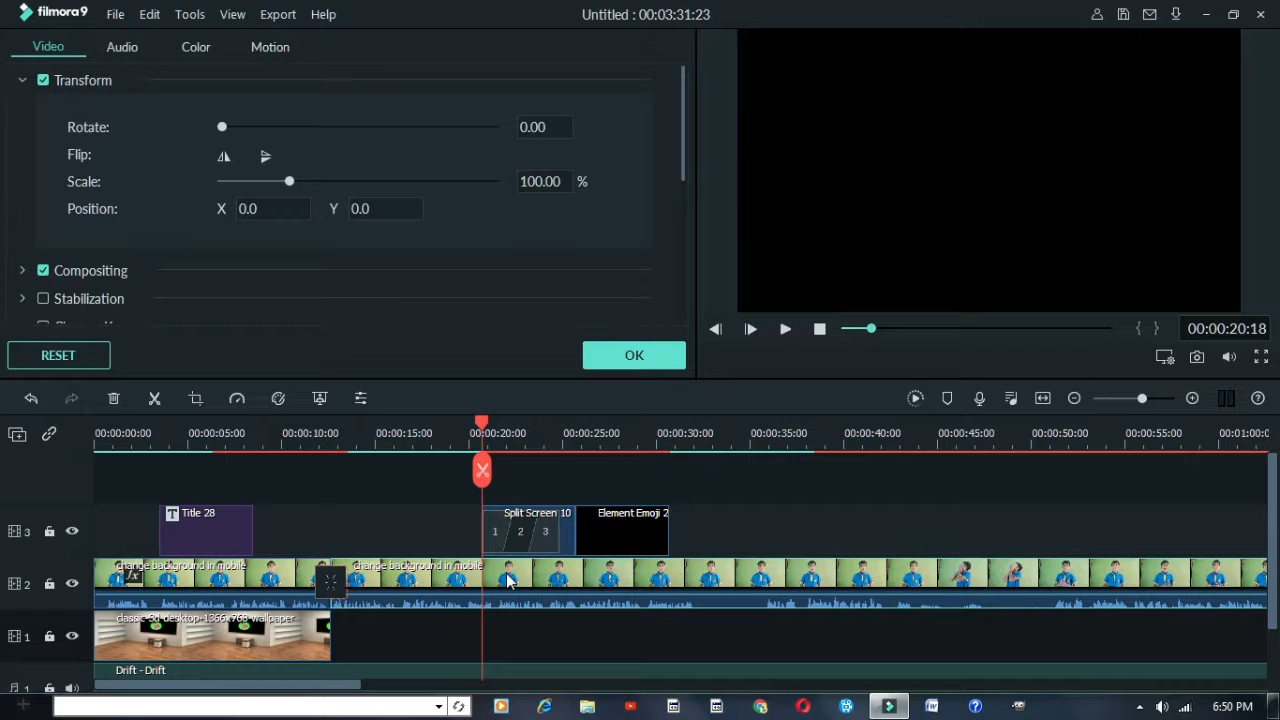 filmora9 File Edit Tools View Export Help Untitled : 00:03:31:23
Video Audio Color Motion
Transform
Rotate: 0.00
Flip:
Scale: 100.00 %
Position: X 0.0 Y 0.0
Compositing
Stabilization
RESET OK
{ } 00:00:20:18
00:00:00:00 00:00:05:00 00:00:10:00 00:00:15:00 00:00:20:00 00:00:25:00 00:00:30:00 00:00:35:00 00:00:40:00 00:00:45:00 00:00:50:00 00:00:55:00 00:01:00:0
3 T Title 28 Split Screen 10 Element Emoji 2
1 2 3
change background in mobile change background in mobile
fx
2
classic-3d-desktop-1366x768-wallpaper
1
Drift - Drift
1
6:50 PM